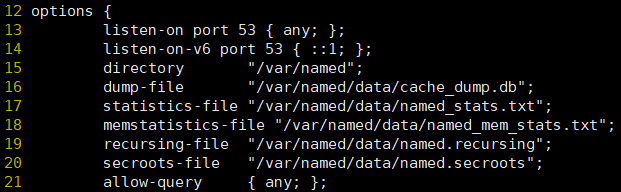 12 options {
13         listen-on port 53 { any; };
14         listen-on-v6 port 53 { ::1; };
15         directory       "/var/named";
16         dump-file       "/var/named/data/cache_dump.db";
17         statistics-file "/var/named/data/named_stats.txt";
18         memstatistics-file "/var/named/data/named_mem_stats.txt";
19         recursing-file  "/var/named/data/named.recursing";
20         secroots-file   "/var/named/data/named.secroots";
21         allow-query     { any; };